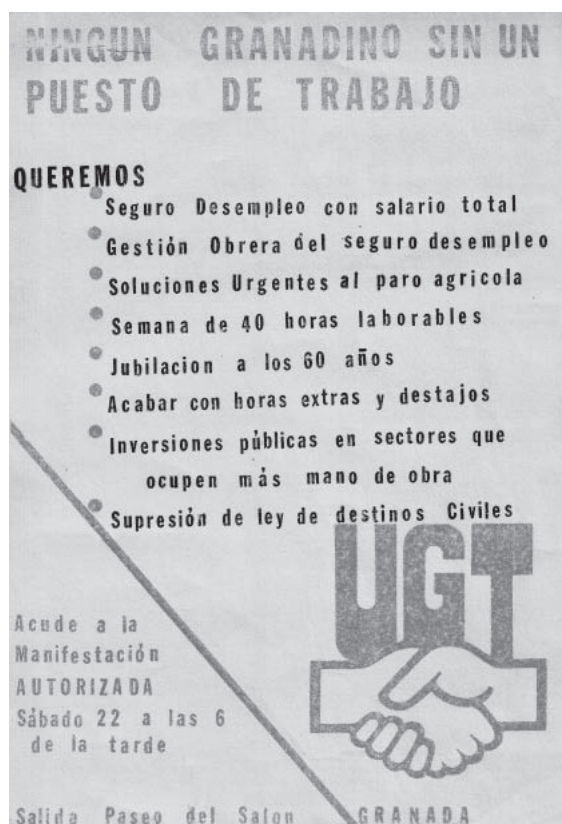 NINGUN GRANADINO SIN UN
PUESTO DE TRABAJO
QUEREMOS
Seguro Desempleo con salario total
Gestión Obrera del seguro desempleo
Soluciones Urgentes al paro agricola
Semana de 40 horas laborables
Jubilacion a los 60 años
Acabar con horas extras y destajos
Inversiones públicas en sectores que
ocupen más mano de obra
Supresión de ley de destinos Civiles
UGT
Acude a la
Manifestación
AUTORIZADA
Sábado 22 a las 6
de la tarde
Salida Paseo del Salon GRANADA